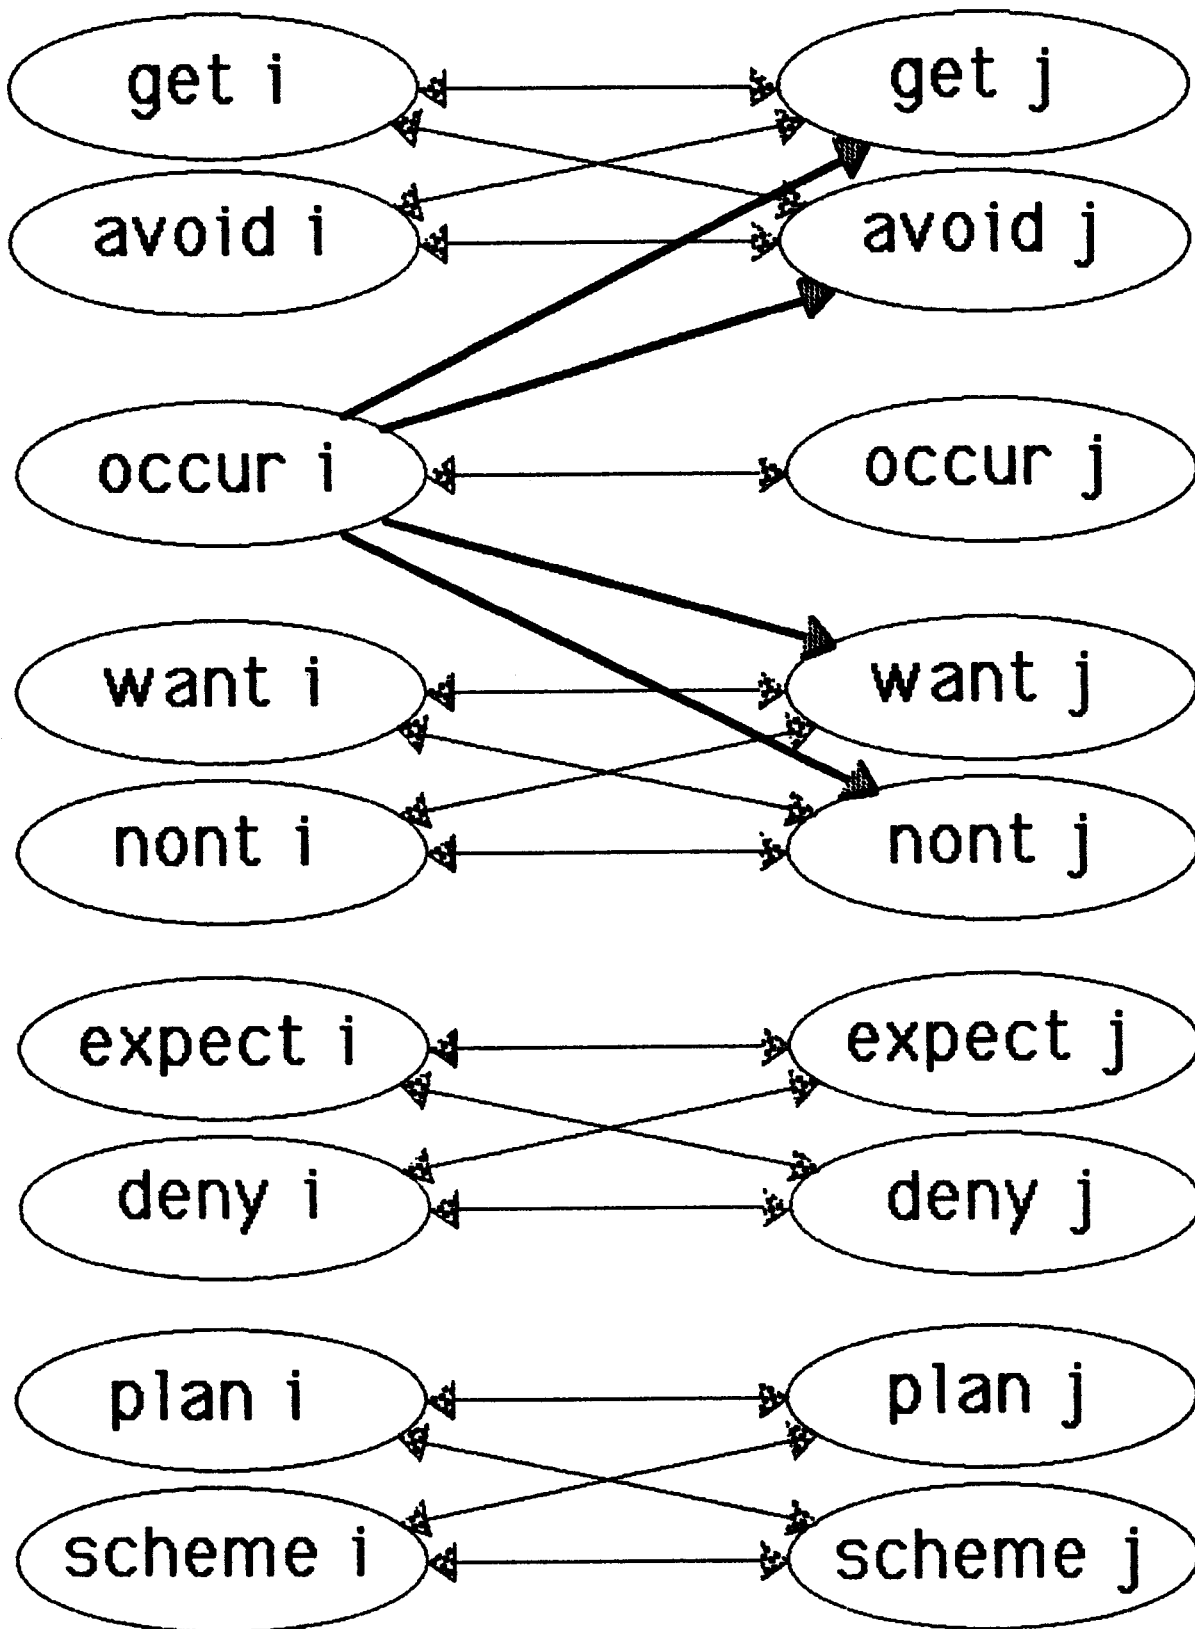 get i get j
avoid i avoid j
occur i occur j
want i want j
nont i nont j
expect i expect j
deny i deny j
plan i plan j
scheme i scheme j